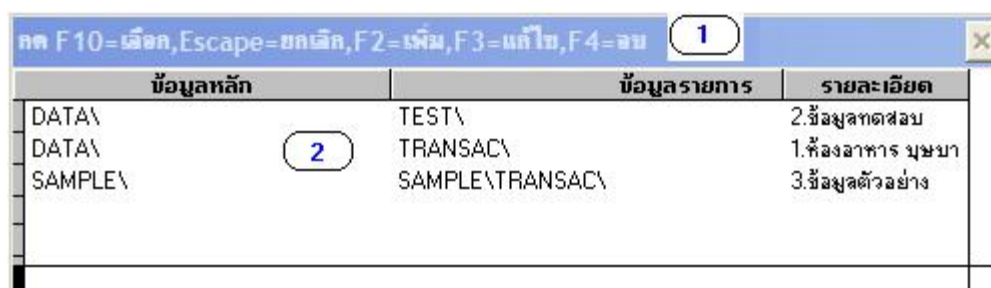 กด F10=เลือก,Escape=ยกเลิก,F2=เพิ่ม,F3=แก้ไข,F4=ลบ 1
ข้อมูลหลัก ข้อมูลรายการ รายละเอียด
DATA\ TEST\ 2.ข้อมูลทดสอบ
DATA\ 2 TRANSAC\ 1.ห้องอาหาร บุษบา
SAMPLE\ SAMPLE\TRANSAC\ 3.ข้อมูลตัวอย่าง